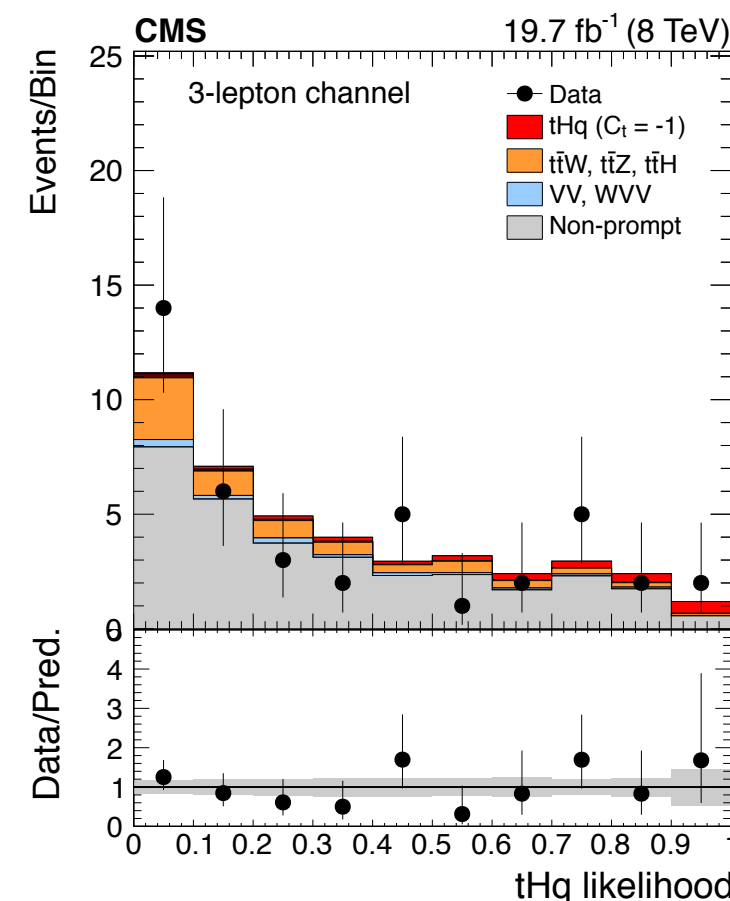 CMS 19.7 fb⁻¹ (8 TeV)
Events/Bin
25
20
15
10
5
0
3-lepton channel
Data
tHq (Cₜ = -1)
tt̄W, tt̄Z, tt̄H
VV, WVV
Non-prompt
Data/Pred.
4
3
2
1
0
0 0.1 0.2 0.3 0.4 0.5 0.6 0.7 0.8 0.9
tHq likelihood